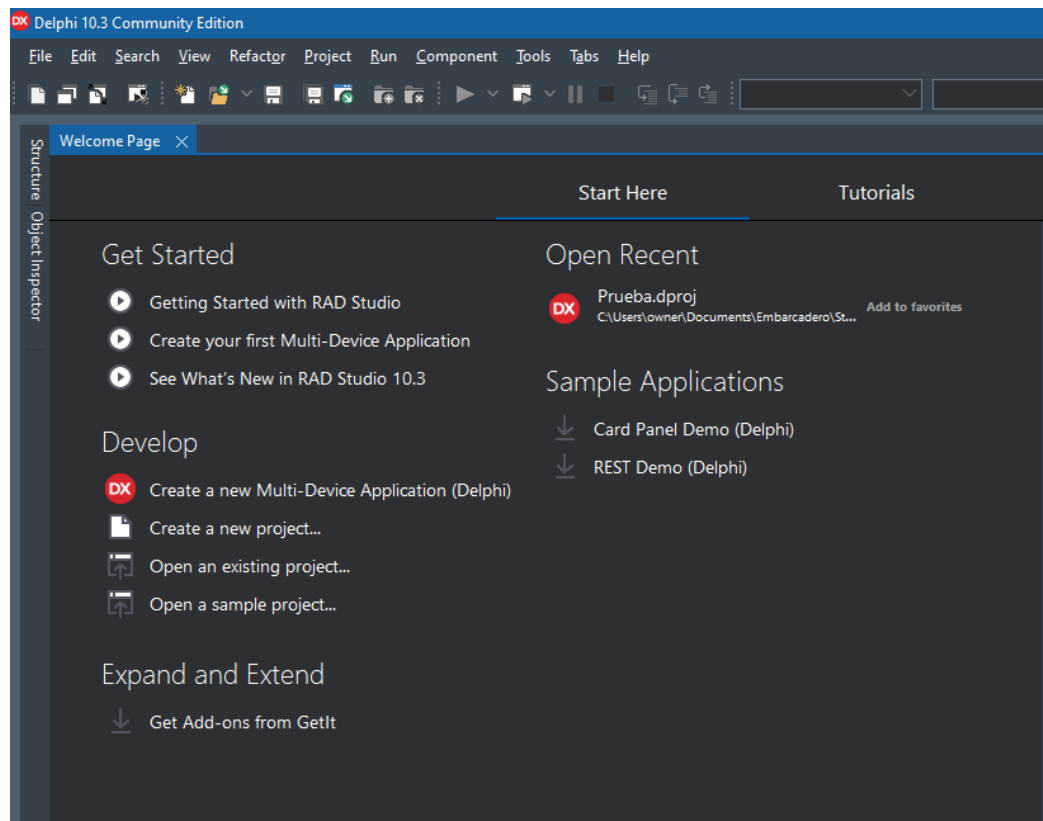 DX Delphi 10.3 Community Edition
File Edit Search View Refactor Project Run Component Tools Tabs Help
Structure
Object Inspector
Welcome Page
Start Here Tutorials
Get Started
Getting Started with RAD Studio
Create your first Multi-Device Application
See What's New in RAD Studio 10.3
Develop
DX Create a new Multi-Device Application (Delphi)
Create a new project...
Open an existing project...
Open a sample project...
Expand and Extend
Get Add-ons from GetIt
Open Recent
DX Prueba.dproj
C:\Users\owner\Documents\Embarcadero\St...
Add to favorites
Sample Applications
Card Panel Demo (Delphi)
REST Demo (Delphi)